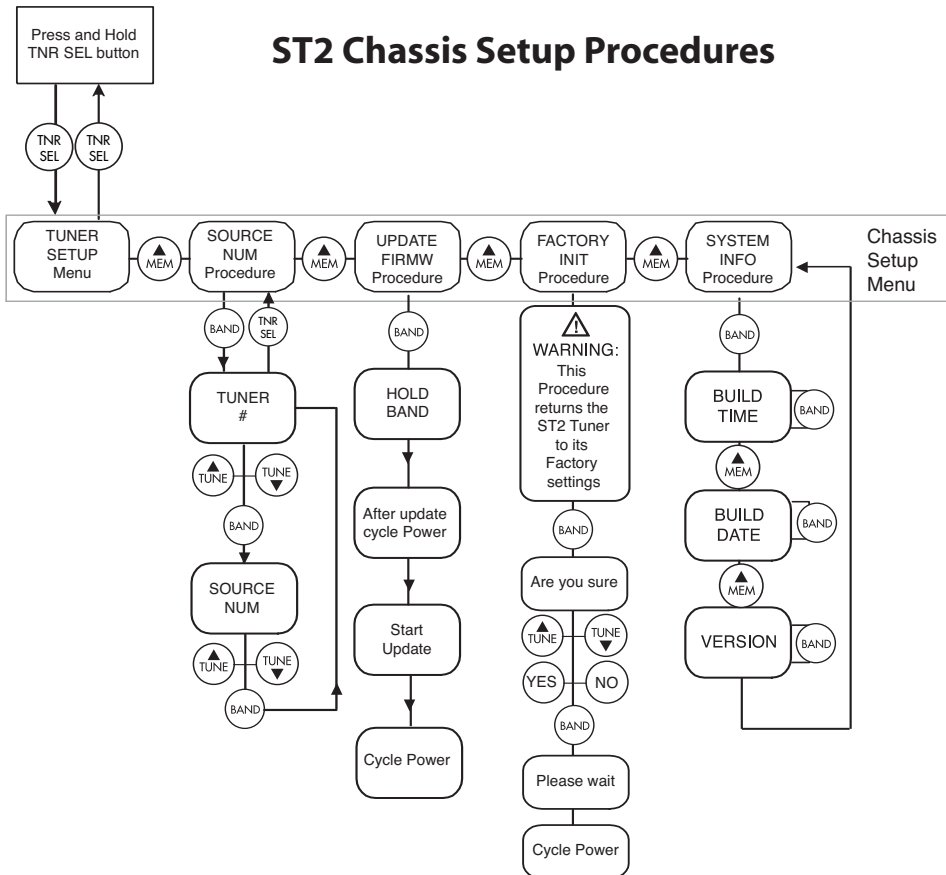 Press and Hold
TNR SEL button
ST2 Chassis Setup Procedures
TNR
SEL
TNR
SEL
TUNER
SETUP
Menu
▲
MEM
SOURCE
NUM
Procedure
▲
MEM
UPDATE
FIRMW
Procedure
▲
MEM
FACTORY
INIT
Procedure
▲
MEM
SYSTEM
INFO
Procedure
Chassis
Setup
Menu
BAND
TNR
SEL
TUNER
#
▲
TUNE
TUNE
▼
BAND
SOURCE
NUM
▲
TUNE
TUNE
▼
BAND
BAND
HOLD
BAND
After update
cycle Power
Start
Update
Cycle Power
WARNING:
This
Procedure
returns the
ST2 Tuner
to its
Factory
settings
BAND
Are you sure
▲
TUNE
TUNE
▼
YES
NO
BAND
Please wait
Cycle Power
BAND
BUILD
TIME
BAND
▲
MEM
BUILD
DATE
BAND
▲
MEM
VERSION
BAND